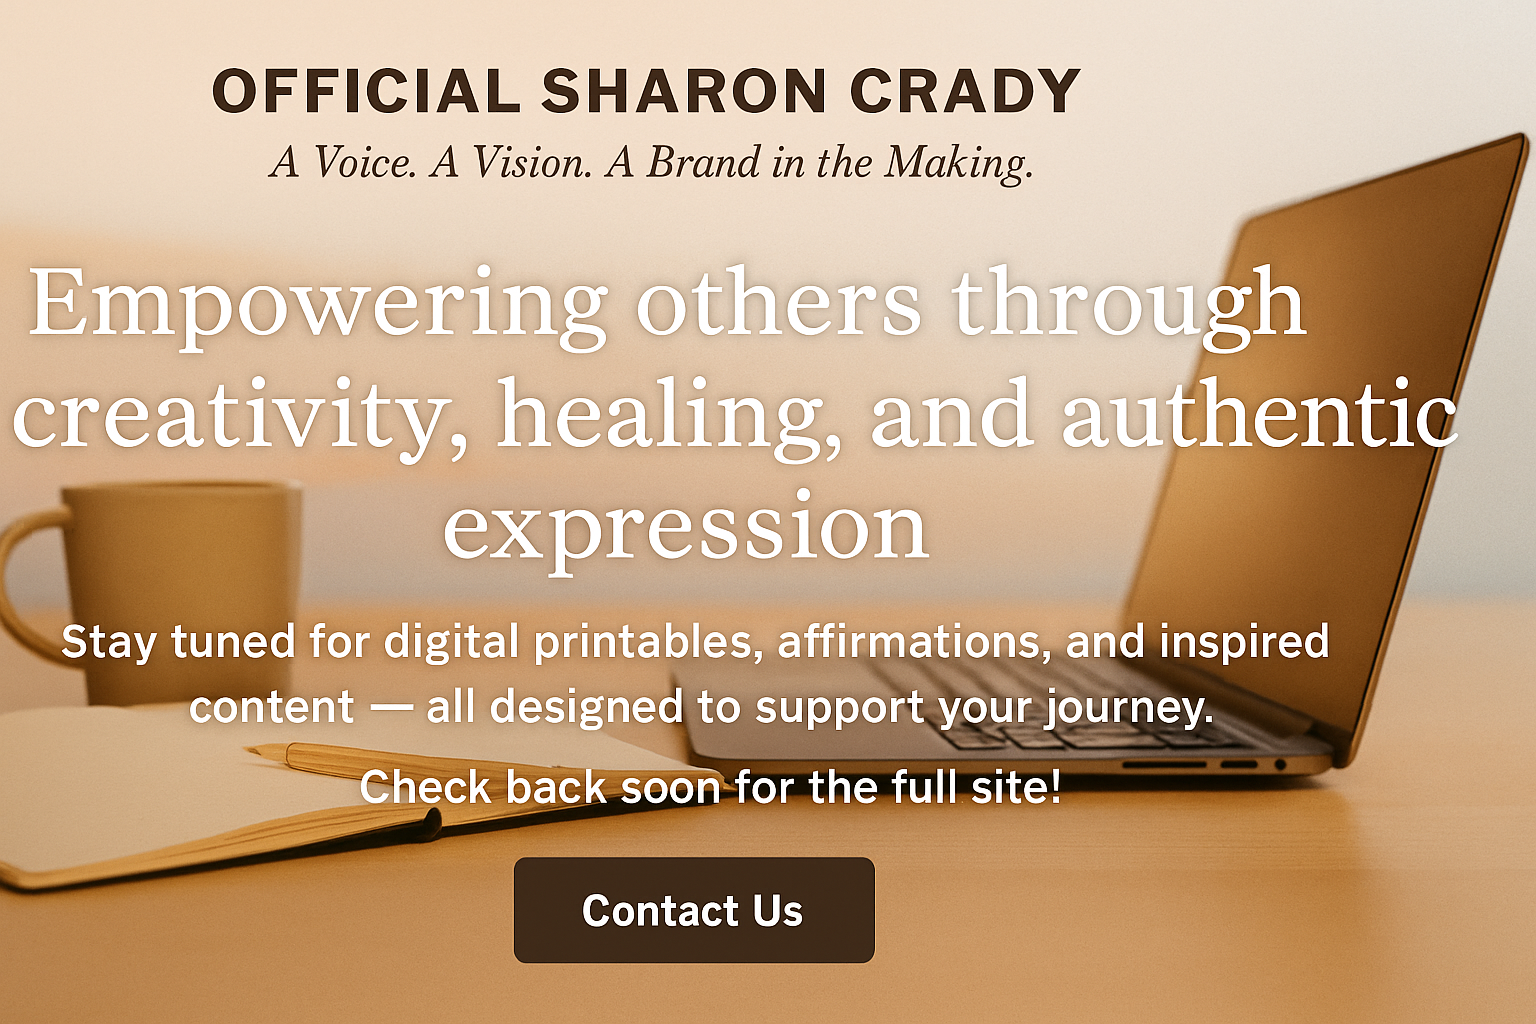 OFFICIAL SHARON CRADY
A Voice. A Vision. A Brand in the Making.
Empowering others through
creativity, healing, and authentic
expression
Stay tuned for digital printables, affirmations, and inspired
content — all designed to support your journey.
Check back soon for the full site!
Contact Us